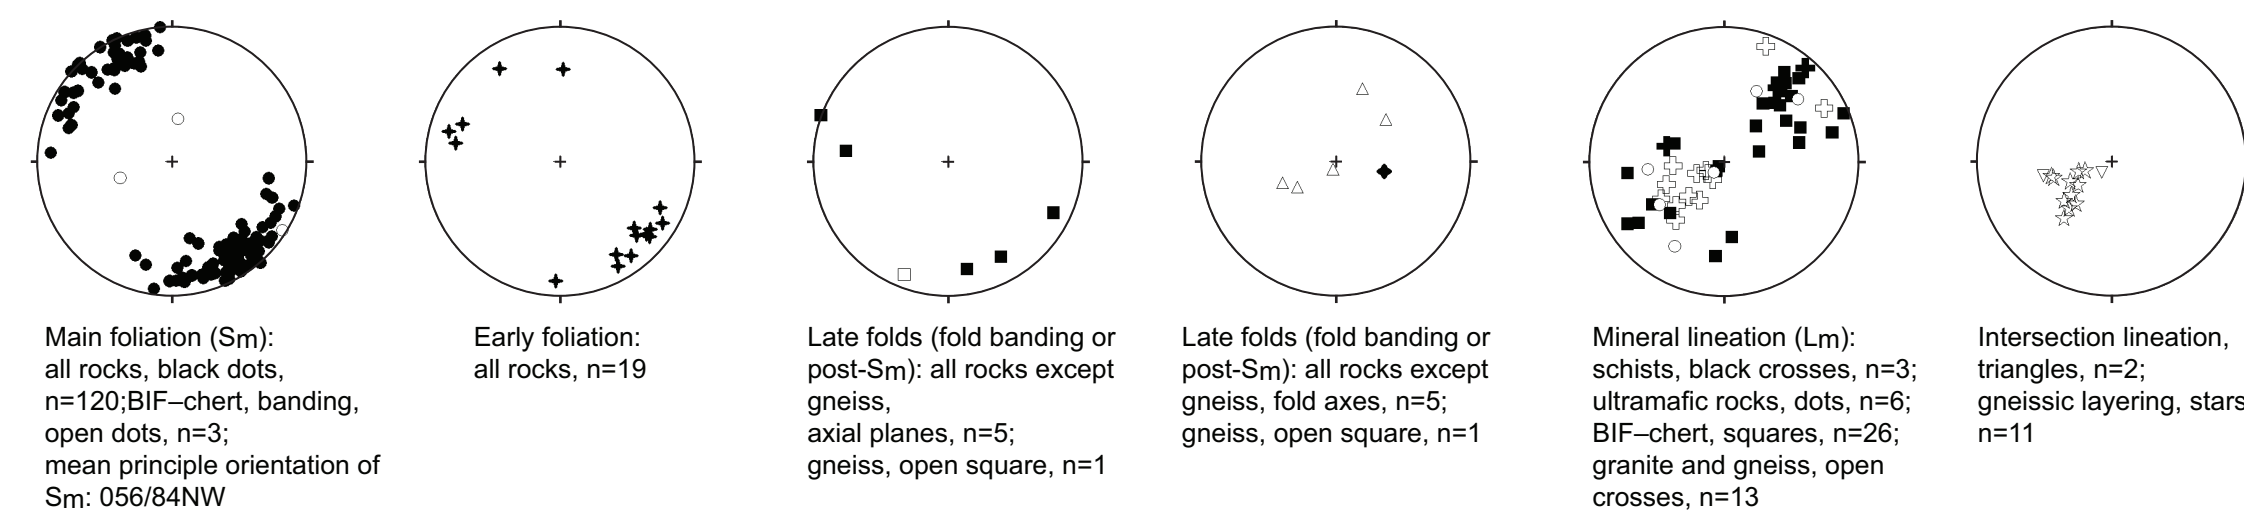 Main foliation (Sm):
all rocks, black dots,
n=120;BIF–chert, banding,
open dots, n=3;
mean principle orientation of
Sm: 056/84NW
Early foliation:
all rocks, n=19
Late folds (fold banding or
post-Sm): all rocks except
gneiss,
axial planes, n=5;
gneiss, open square, n=1
Late folds (fold banding or
post-Sm): all rocks except
gneiss, fold axes, n=5;
gneiss, open square, n=1
Mineral lineation (Lm):
schists, black crosses, n=3;
ultramafic rocks, dots, n=6;
BIF–chert, squares, n=26;
granite and gneiss, open
crosses, n=13
Intersection lineation,
triangles, n=2;
gneissic layering, stars
n=11